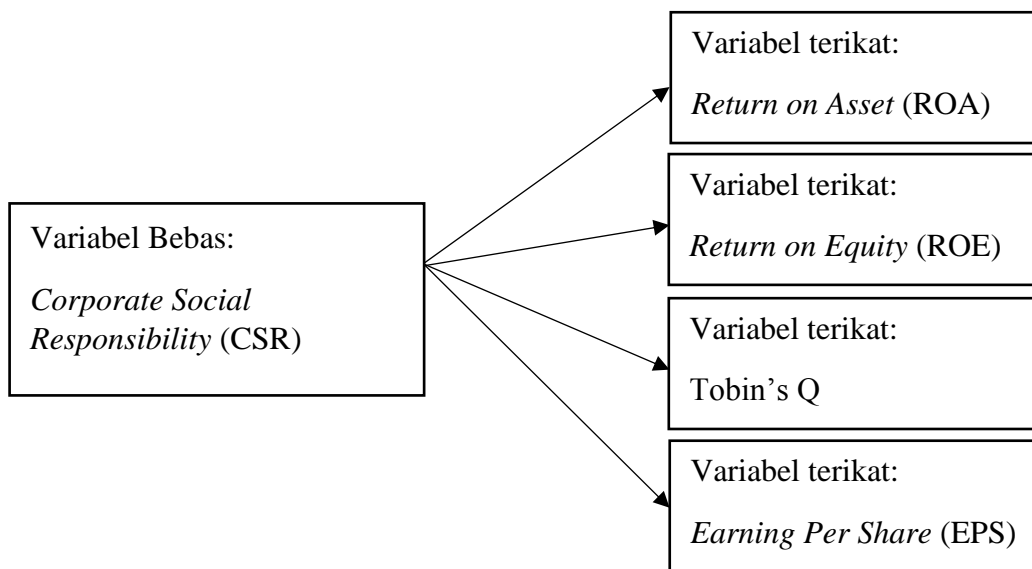 Variabel terikat:
Return on Asset (ROA)
Variabel terikat:
Return on Equity (ROE)
Variabel Bebas:
Corporate Social
Responsibility (CSR)
Variabel terikat:
Tobin’s Q
Variabel terikat:
Earning Per Share (EPS)